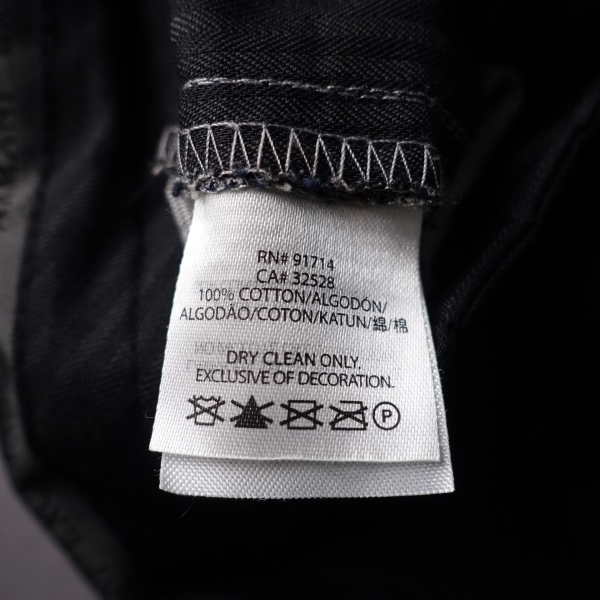 RN# 91714
CA# 32528
100% COTTON/ALGODÓN/
ALGODÃO/COTON/KATUN/綿/棉
DRY CLEAN ONLY.
EXCLUSIVE OF DECORATION.
P